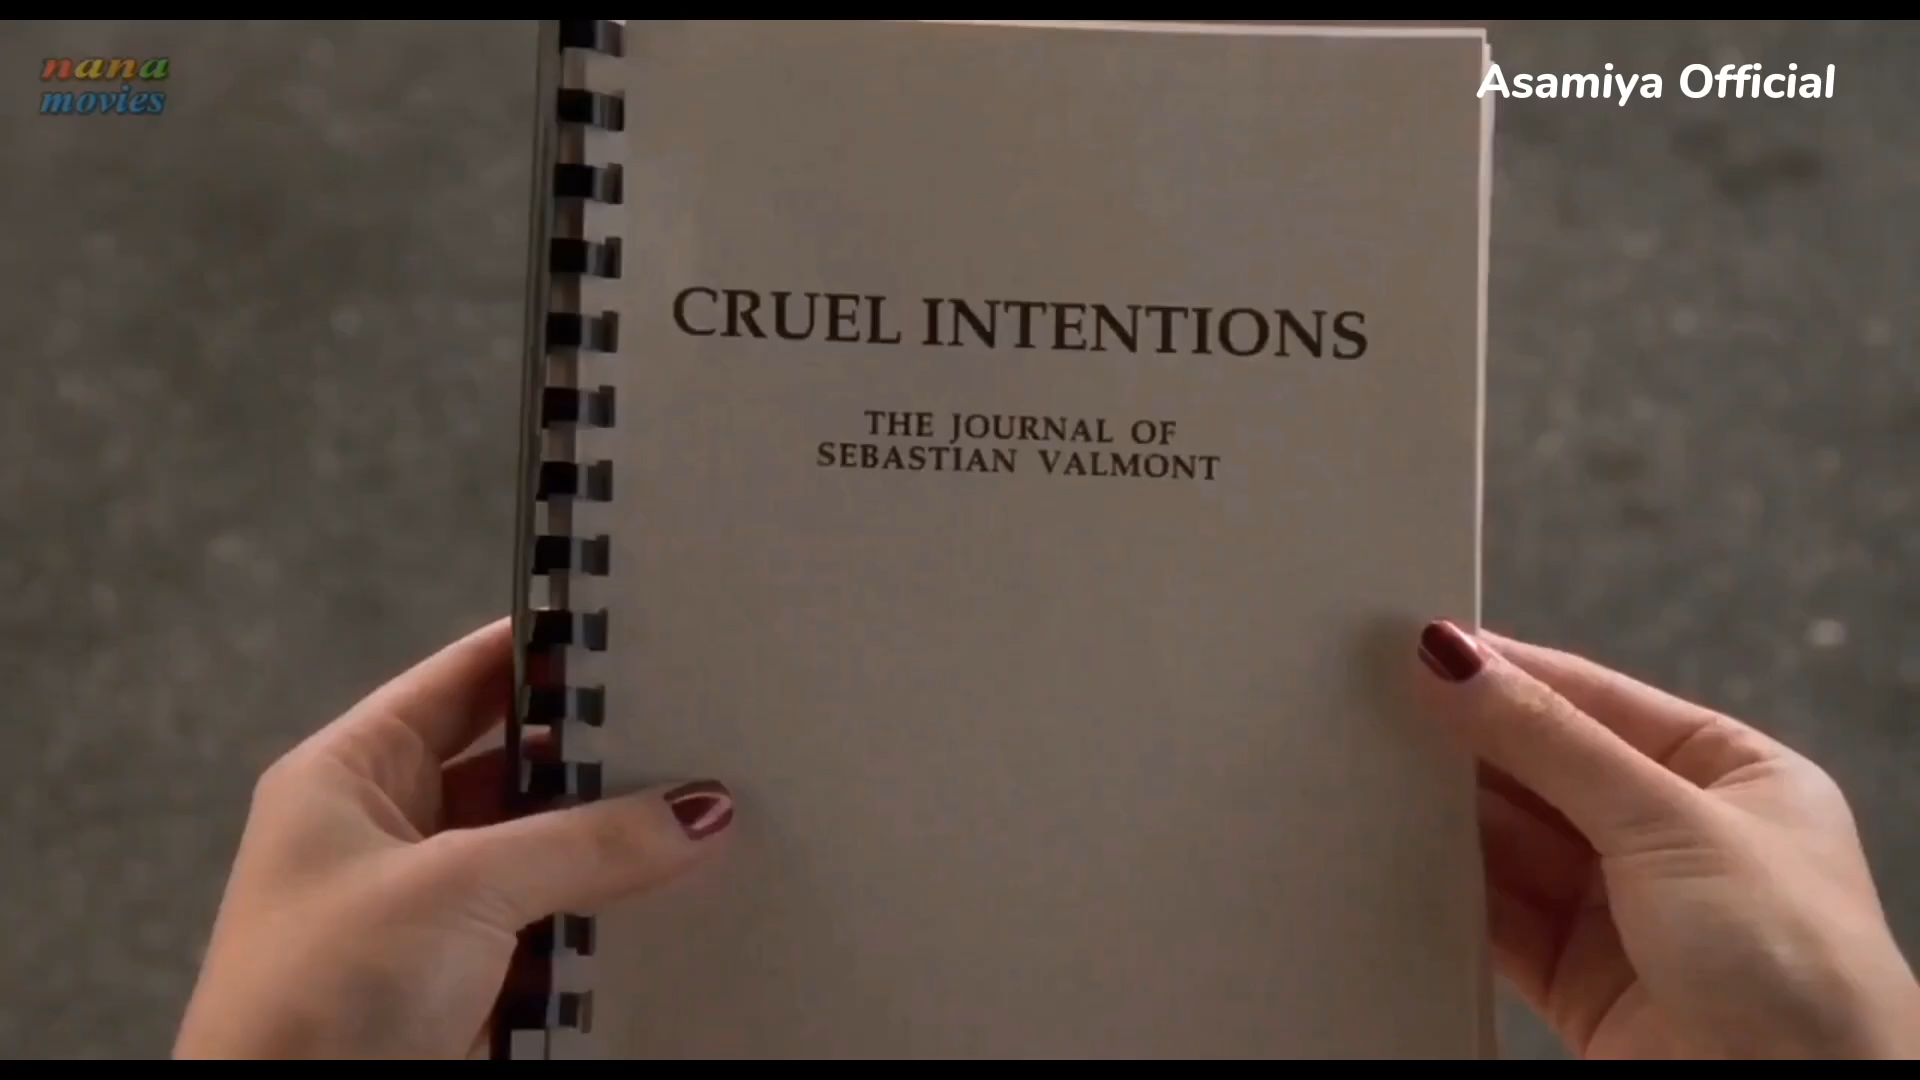 nana
movies
Asamiya Official
CRUEL INTENTIONS
THE JOURNAL OF
SEBASTIAN VALMONT